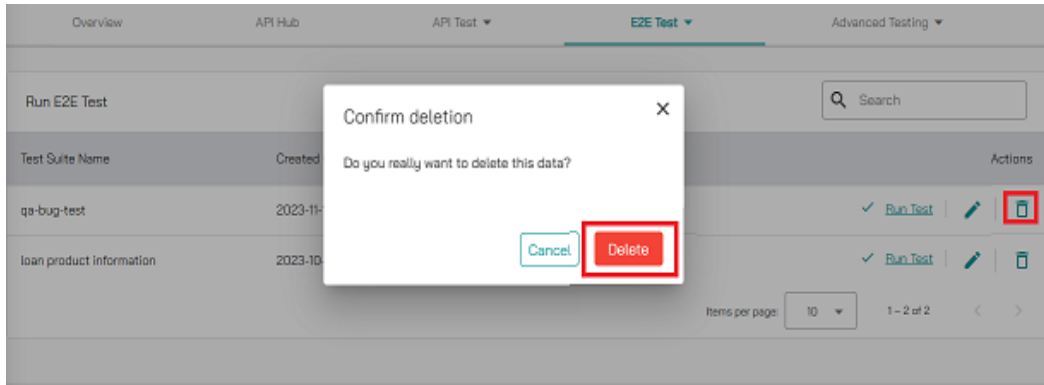 Overview API Hub API Test E2E Test Advanced Testing
Run E2E Test
Search
Confirm deletion
Do you really want to delete this data?
Cancel Delete
Test Suite Name Created Actions
qa-bug-test 2023-11- Run Test
loan product information 2023-10- Run Test
Items per page: 10 1 – 2 of 2